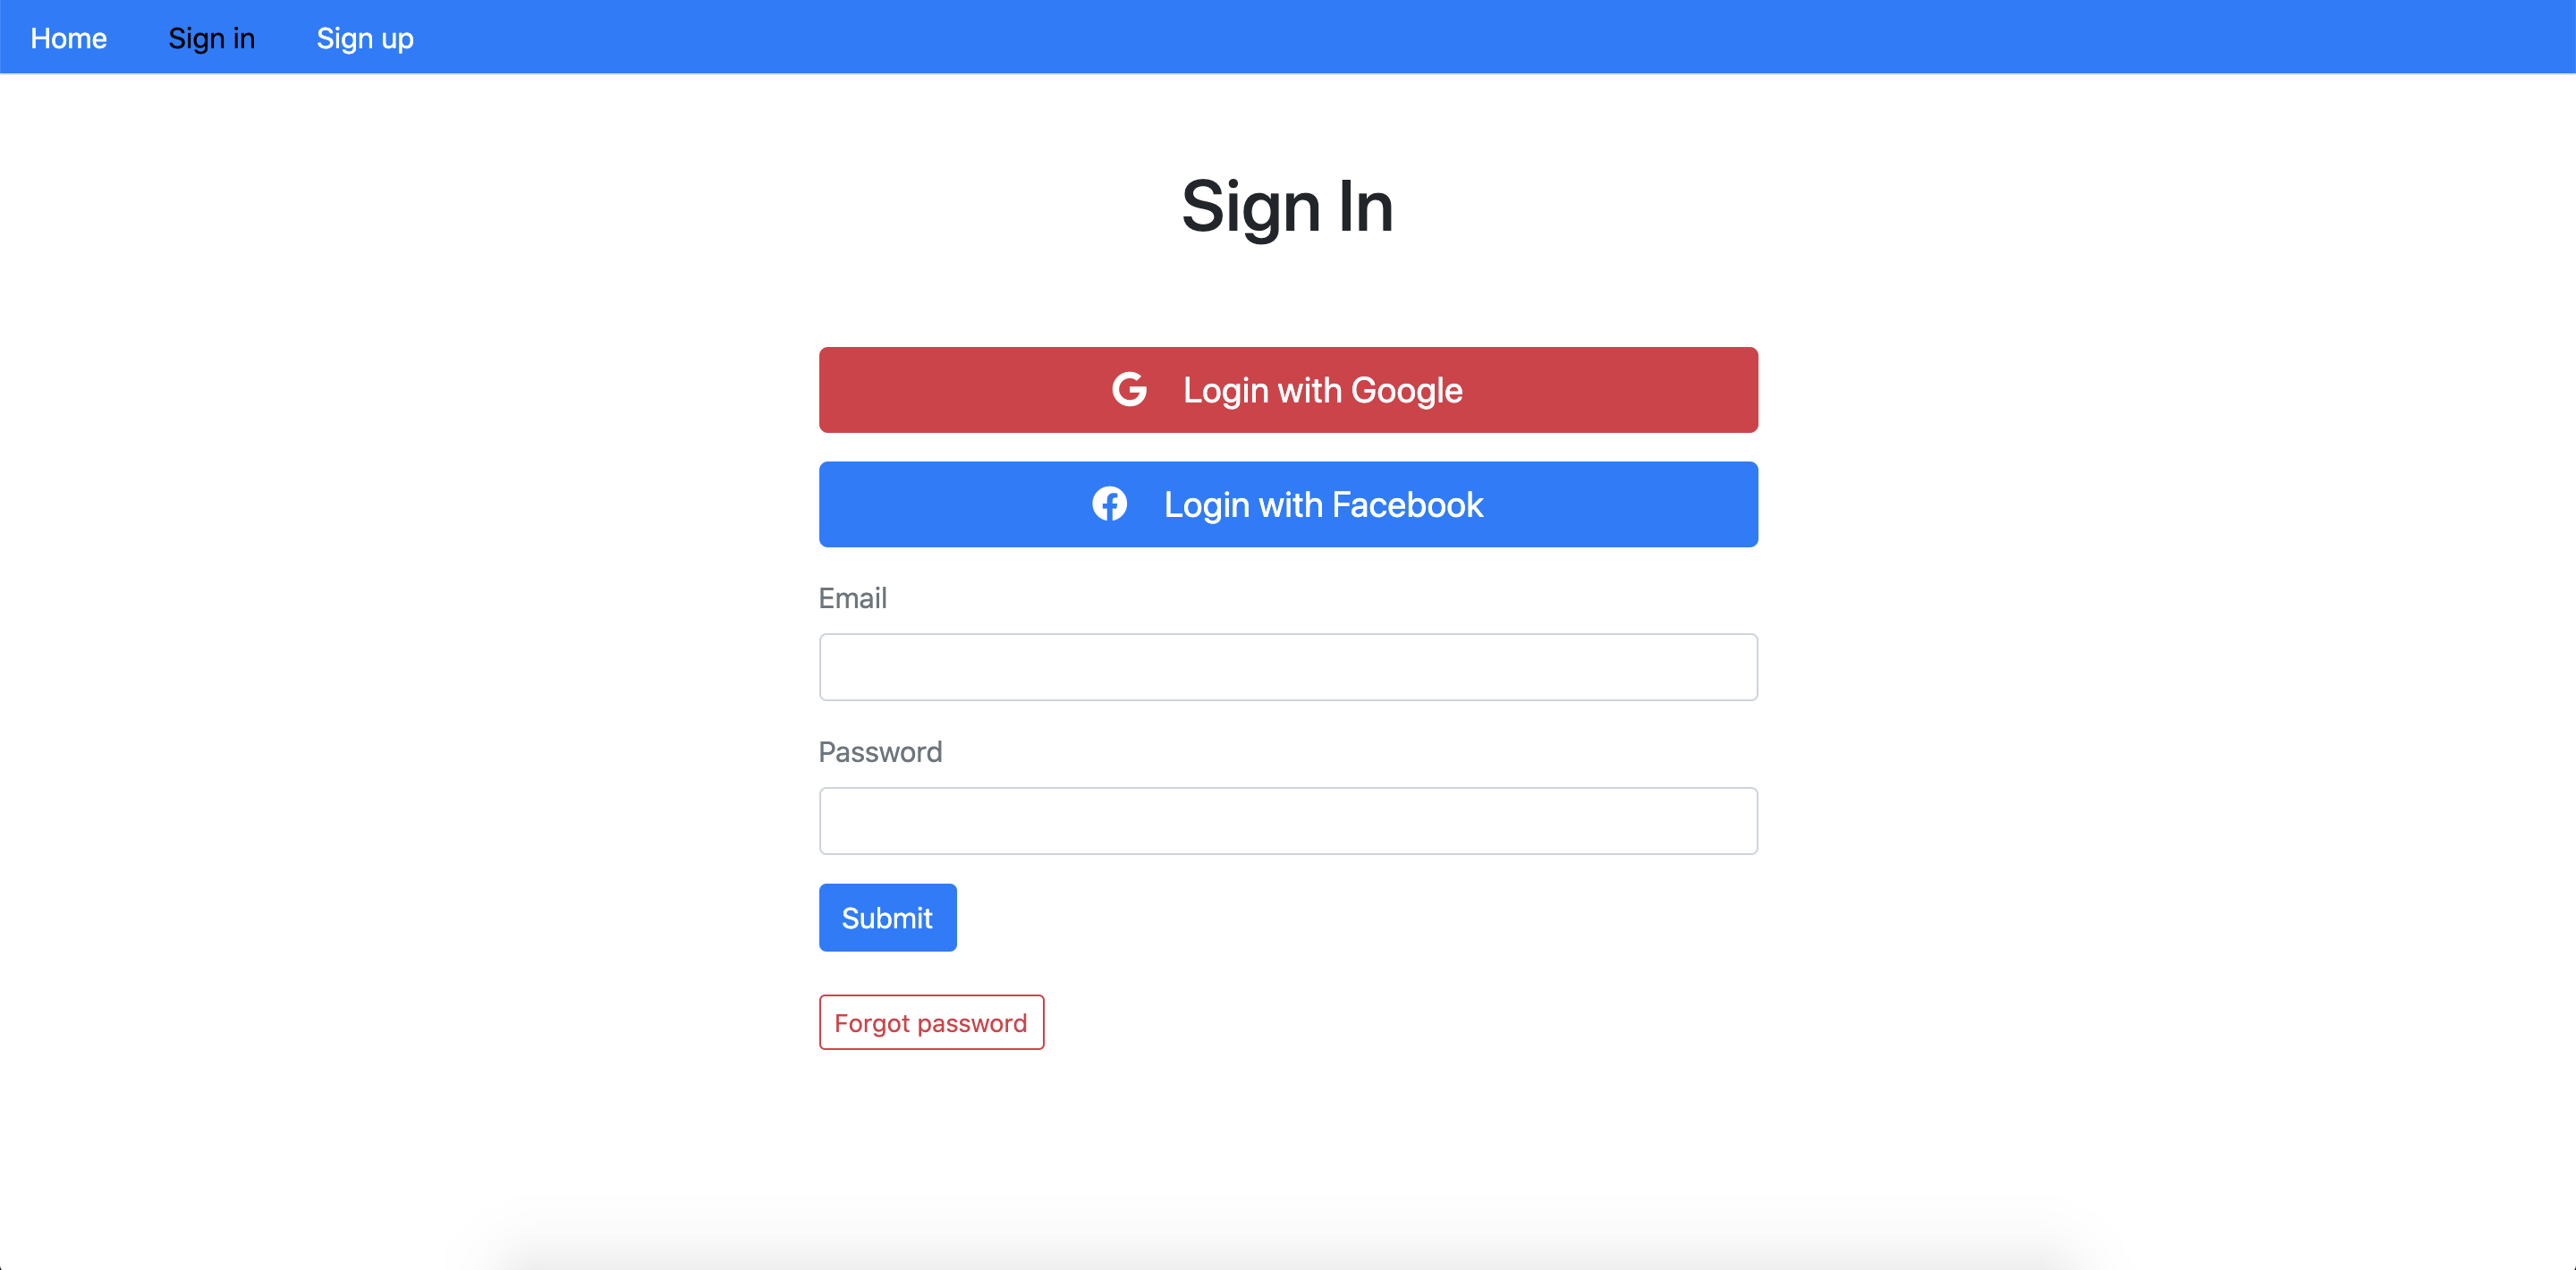 Home Sign in Sign up
Sign In
Login with Google
Login with Facebook
Email
Password
Submit
Forgot password